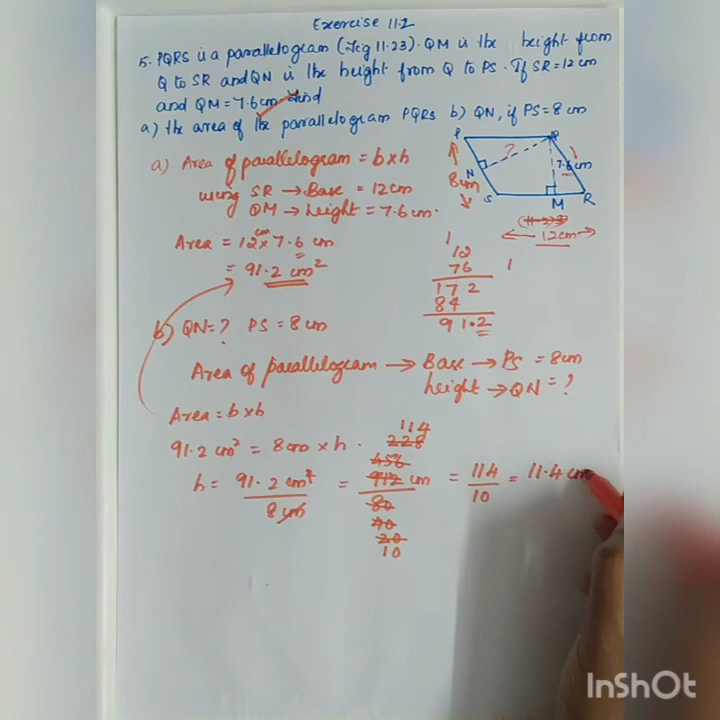 Exercise 11.2
5. PQRS is a parallelogram (Fig 11.23). QM is the height from
Q to SR and QN is the height from Q to PS. If SR = 12 cm
and QM = 7.6 cm find
a) the area of the parallelogram PQRS b) QN, if PS = 8 cm
a) Area of parallelogram = b x h
using SR → Base = 12 cm
QM → height = 7.6 cm.
Area = 12 cm x 7.6 cm
= 91.2 cm²
P
?
N
8cm
S
7.6 cm
M
R
12 cm
1
12
76 1
172
84
91.2
b) QN = ? PS = 8 cm
Area of parallelogram → Base → PS = 8cm
height → QN = ?
Area = b x h
91.2 cm² = 8 cm x h.
114
228
456
h = 91.2 cm² / 8 cm = 912 cm / 80 = 114 / 10 = 11.4 cm
40
20
10
InShOt